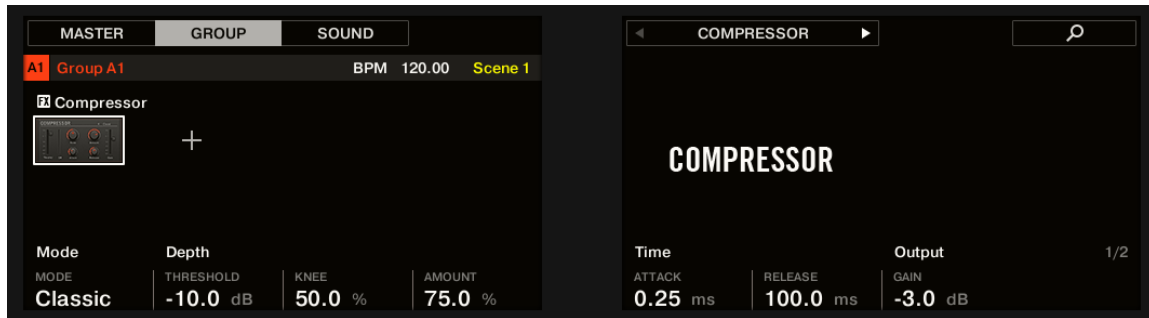 MASTER GROUP SOUND
A1 Group A1 BPM 120.00 Scene 1
FX Compressor
COMPRESSOR
Mode Depth
MODE THRESHOLD KNEE AMOUNT
Classic -10.0 dB 50.0 % 75.0 %
COMPRESSOR
COMPRESSOR
Time Output 1/2
ATTACK RELEASE GAIN
0.25 ms 100.0 ms -3.0 dB